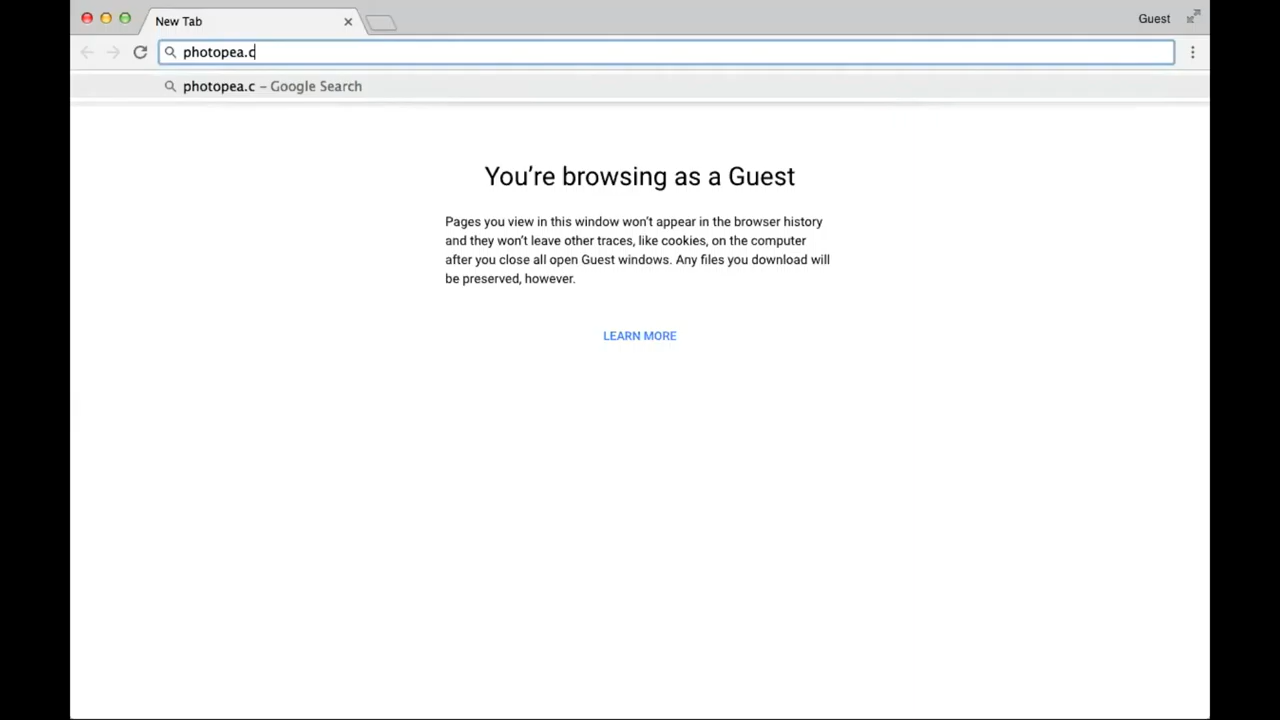 New Tab
Guest
photopea.c
photopea.c – Google Search
You’re browsing as a Guest
Pages you view in this window won’t appear in the browser history
and they won’t leave other traces, like cookies, on the computer
after you close all open Guest windows. Any files you download will
be preserved, however.
LEARN MORE